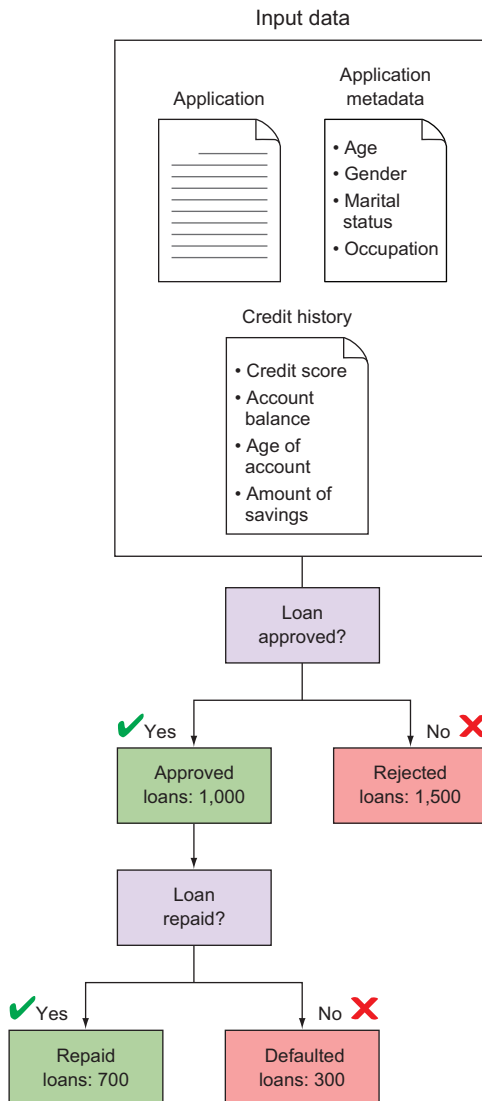 Input data
Application
Application
metadata
• Age
• Gender
• Marital
status
• Occupation
Credit history
• Credit score
• Account
balance
• Age of
account
• Amount of
savings
Loan
approved?
Yes
No
Approved
loans: 1,000
Rejected
loans: 1,500
Loan
repaid?
Yes
No
Repaid
loans: 700
Defaulted
loans: 300